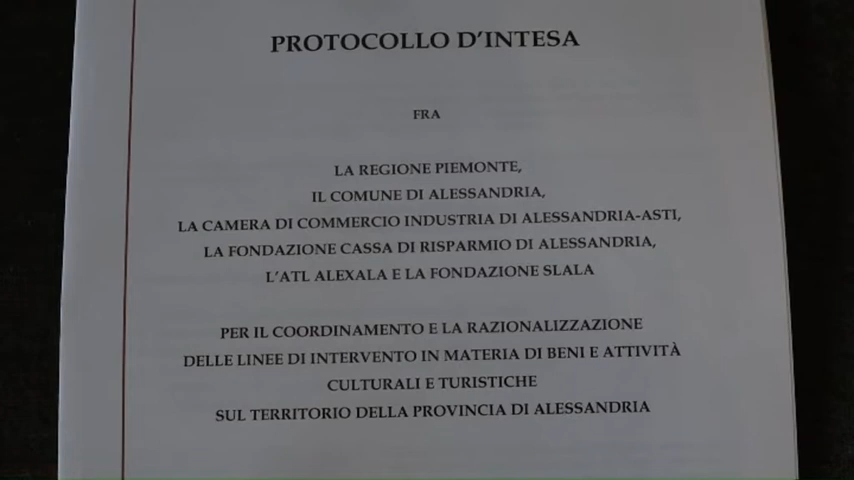 PROTOCOLLO D'INTESA
FRA
LA REGIONE PIEMONTE,
IL COMUNE DI ALESSANDRIA,
LA CAMERA DI COMMERCIO INDUSTRIA DI ALESSANDRIA-ASTI,
LA FONDAZIONE CASSA DI RISPARMIO DI ALESSANDRIA,
L'ATL ALEXALA E LA FONDAZIONE SLALA
PER IL COORDINAMENTO E LA RAZIONALIZZAZIONE
DELLE LINEE DI INTERVENTO IN MATERIA DI BENI E ATTIVITÀ
CULTURALI E TURISTICHE
SUL TERRITORIO DELLA PROVINCIA DI ALESSANDRIA